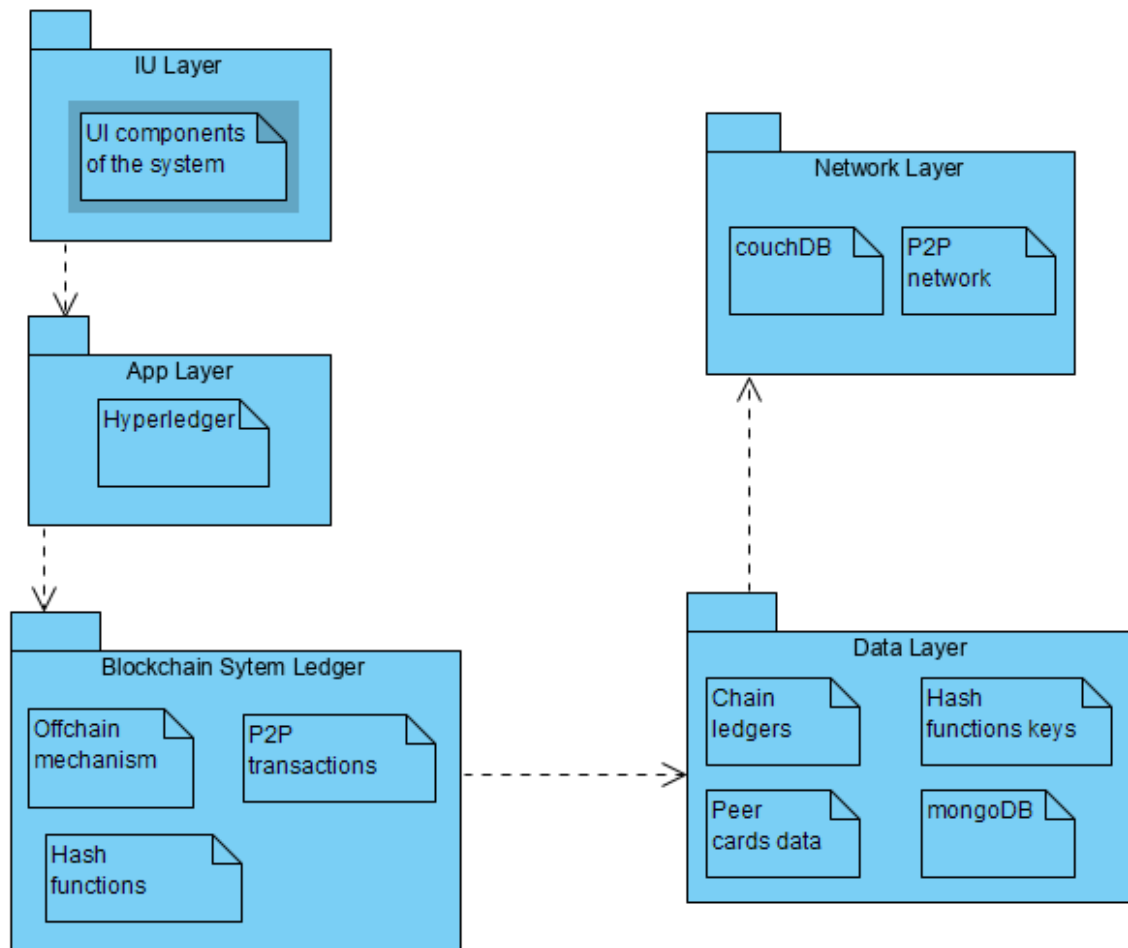 IU Layer
UI components
of the system
App Layer
Hyperledger
Blockchain Sytem Ledger
Offchain
mechanism
P2P
transactions
Hash
functions
Network Layer
couchDB
P2P
network
Data Layer
Chain
ledgers
Hash
functions keys
Peer
cards data
mongoDB